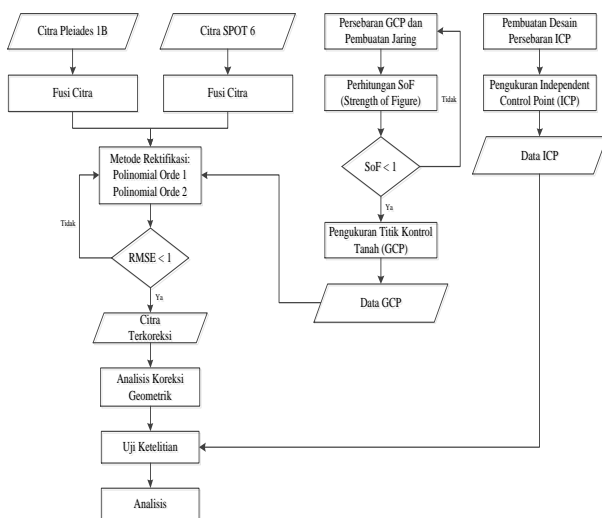 Citra Pleiades 1B
Citra SPOT 6
Persebaran GCP dan
Pembuatan Jaring
Pembuatan Desain
Persebaran ICP
Fusi Citra
Fusi Citra
Perhitungan SoF
(Strength of Figure)
Tidak
Pengukuran Independent
Control Point (ICP)
Metode Rektifikasi:
Polinomial Orde 1
Polinomial Orde 2
SoF < 1
Data ICP
Ya
Tidak
Pengukuran Titik Kontrol
Tanah (GCP)
RMSE < 1
Ya
Data GCP
Citra
Terkoreksi
Analisis Koreksi
Geometrik
Uji Ketelitian
Analisis